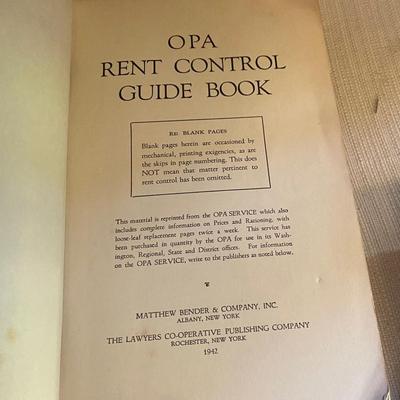 OPA
RENT CONTROL
GUIDE BOOK
RE: BLANK PAGES
Blank pages herein are occasioned by
mechanical, printing exigencies, as are
the skips in page numbering. This does
NOT mean that matter pertinent to
rent control has been omitted.
This material is reprinted from the OPA SERVICE which also
includes complete information on Prices and Rationing, with
loose-leaf replacement pages twice a week. This service has
been purchased in quantity by the OPA for use in its Wash-
ington, Regional, State and District offices. For information
on the OPA SERVICE, write to the publishers as noted below.
MATTHEW BENDER & COMPANY, INC.
ALBANY, NEW YORK
THE LAWYERS CO-OPERATIVE PUBLISHING COMPANY
ROCHESTER, NEW YORK
1942